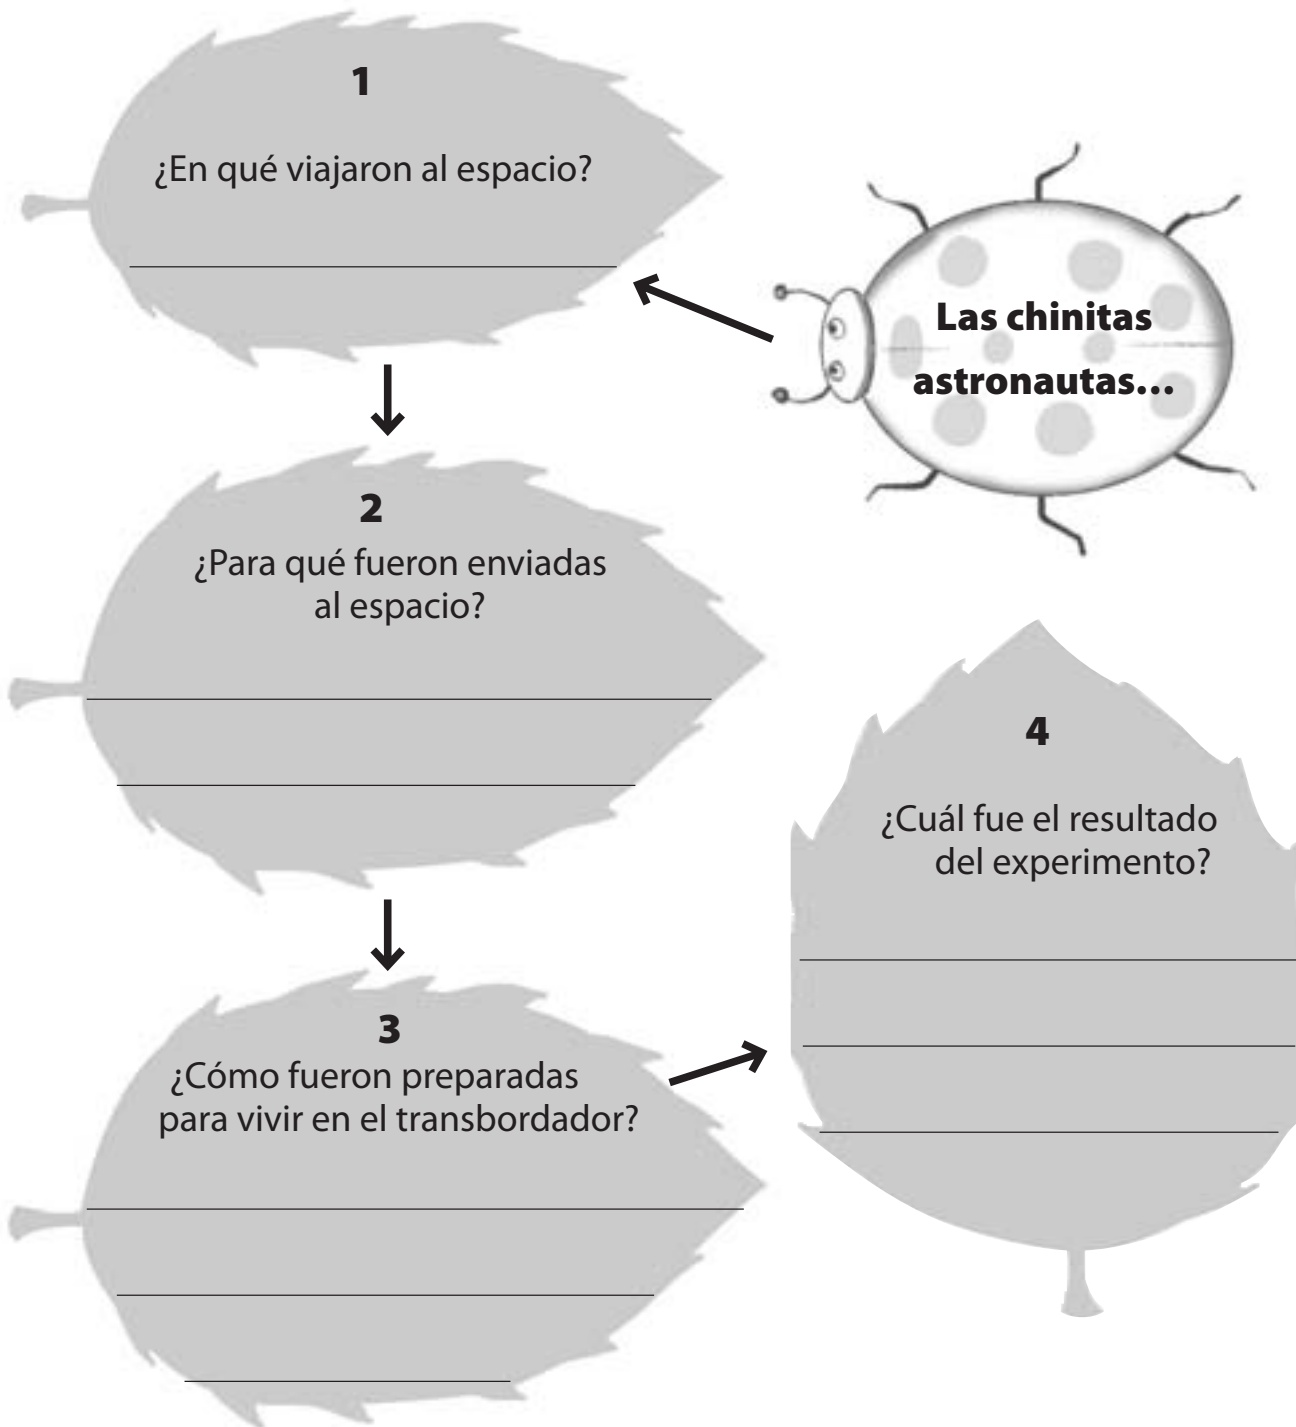 Las chinitas
astronautas...
1
¿En qué viajaron al espacio?
2
¿Para qué fueron enviadas
al espacio?
3
¿Cómo fueron preparadas
para vivir en el transbordador?
4
¿Cuál fue el resultado
del experimento?